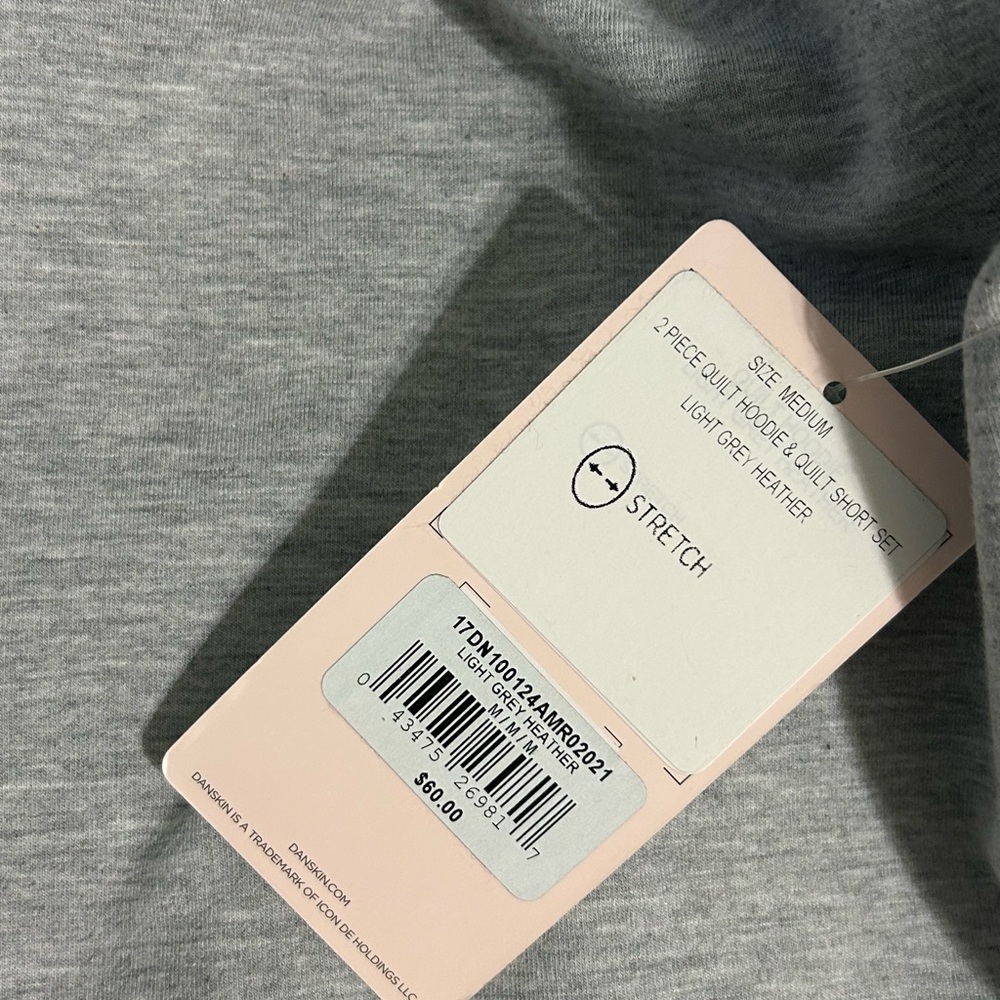 SIZE MEDIUM
2 PIECE QUILT HOODIE & QUILT SHORT SET
LIGHT GREY HEATHER
STRETCH
17DN100124AMR02021
LIGHT GREY HEATHER
M / M / M
0 43475 26981 7
$60.00
DANSKIN.COM
DANSKIN IS A TRADEMARK OF ICON DE HOLDINGS LLC